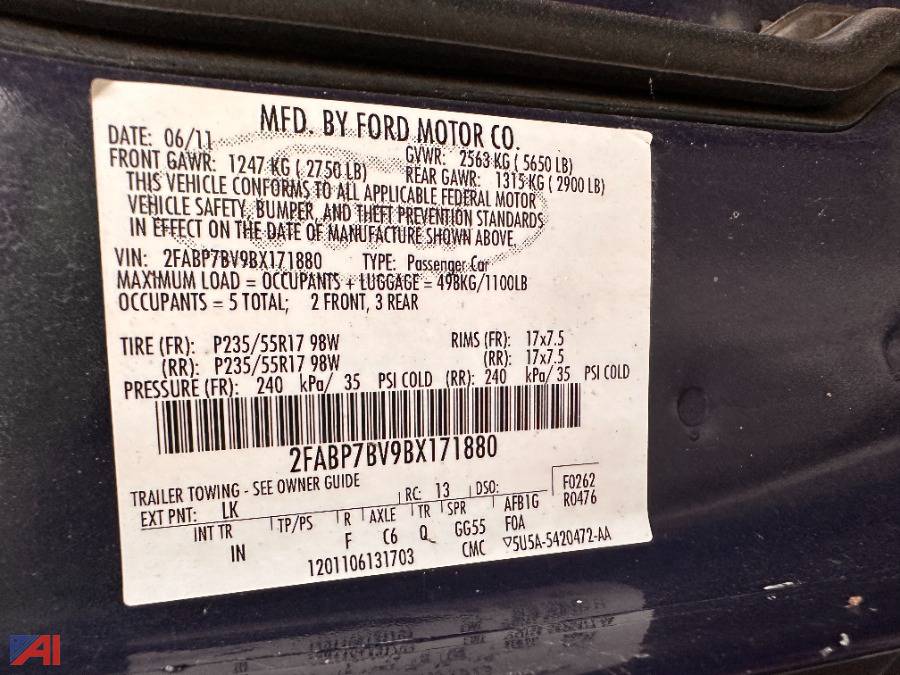 MFD. BY FORD MOTOR CO.
DATE: 06/11 GVWR: 2563 KG ( 5650 LB)
FRONT GAWR: 1247 KG ( 2750 LB) REAR GAWR: 1315 KG ( 2900 LB)
THIS VEHICLE CONFORMS TO ALL APPLICABLE FEDERAL MOTOR
VEHICLE SAFETY, BUMPER, AND THEFT PREVENTION STANDARDS
IN EFFECT ON THE DATE OF MANUFACTURE SHOWN ABOVE.
VIN: 2FABP7BV9BX171880 TYPE: Passenger Car
MAXIMUM LOAD = OCCUPANTS + LUGGAGE = 498KG/1100LB
OCCUPANTS = 5 TOTAL; 2 FRONT, 3 REAR
TIRE (FR): P235/55R17 98W RIMS (FR): 17x7.5
(RR): P235/55R17 98W (RR): 17x7.5
PRESSURE (FR): 240 kPa/ 35 PSI COLD (RR): 240 kPa/ 35 PSI COLD
2FABP7BV9BX171880
TRAILER TOWING - SEE OWNER GUIDE F0262
EXT PNT: LK RC: 13 DSO: R0476
INT TR TP/PS R AXLE TR SPR AFB1G
IN F C6 Q GG55 FOA
1201106131703 CMC ▽5U5A-5420472-AA
AI